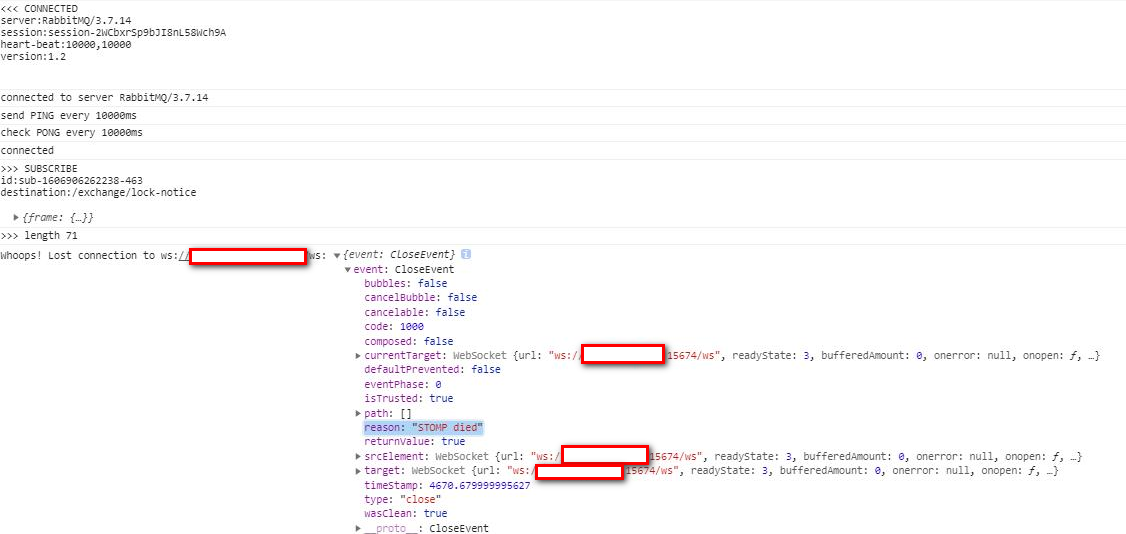 <<< CONNECTED
server:RabbitMQ/3.7.14
session:session-2WCbxrSp9bJI8nL58Wch9A
heart-beat:10000,10000
version:1.2
connected to server RabbitMQ/3.7.14
send PING every 10000ms
check PONG every 10000ms
connected
>>> SUBSCRIBE
id:sub-1606906262238-463
destination:/exchange/lock-notice
▶{frame: {…}}
>>> length 71
Whoops! Lost connection to ws:// ws: ▼{event: CloseEvent} i
▼event: CloseEvent
bubbles: false
cancelBubble: false
cancelable: false
code: 1000
composed: false
▶currentTarget: WebSocket {url: "ws:/ 15674/ws", readyState: 3, bufferedAmount: 0, onerror: null, onopen: ƒ, …}
defaultPrevented: false
eventPhase: 0
isTrusted: true
▶path: []
reason: "STOMP died"
returnValue: true
▶srcElement: WebSocket {url: "ws:/ 15674/ws", readyState: 3, bufferedAmount: 0, onerror: null, onopen: ƒ, …}
▶target: WebSocket {url: "ws:/ 15674/ws", readyState: 3, bufferedAmount: 0, onerror: null, onopen: ƒ, …}
timeStamp: 4670.679999995627
type: "close"
wasClean: true
▶__proto__: CloseEvent